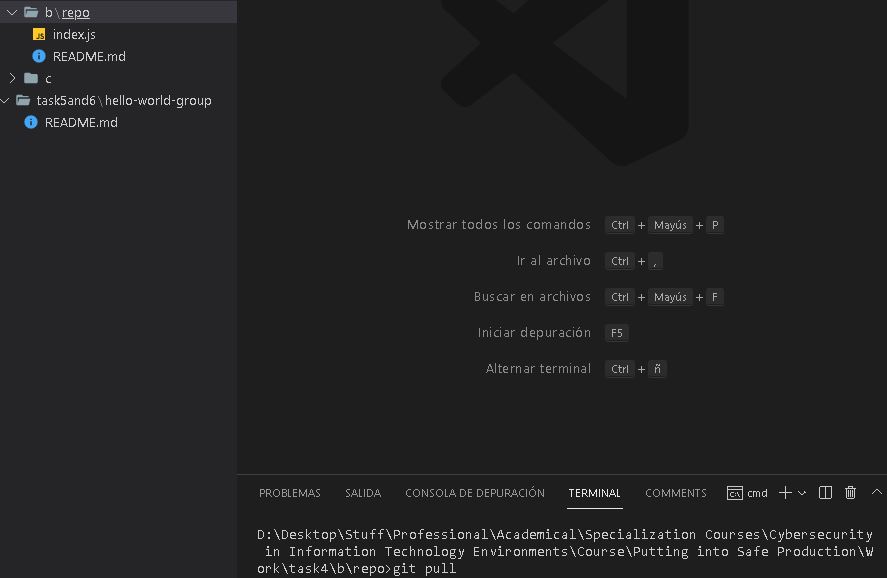 b\repo
JS index.js
README.md
c
task5and6\hello-world-group
README.md
Mostrar todos los comandos Ctrl + Mayús + P
Ir al archivo Ctrl + ,
Buscar en archivos Ctrl + Mayús + F
Iniciar depuración F5
Alternar terminal Ctrl + ñ
PROBLEMAS SALIDA CONSOLA DE DEPURACIÓN TERMINAL COMMENTS cmd
D:\Desktop\Stuff\Professional\Academical\Specialization Courses\Cybersecurity
in Information Technology Environments\Course\Putting into Safe Production\W
ork\task4\b\repo>git pull